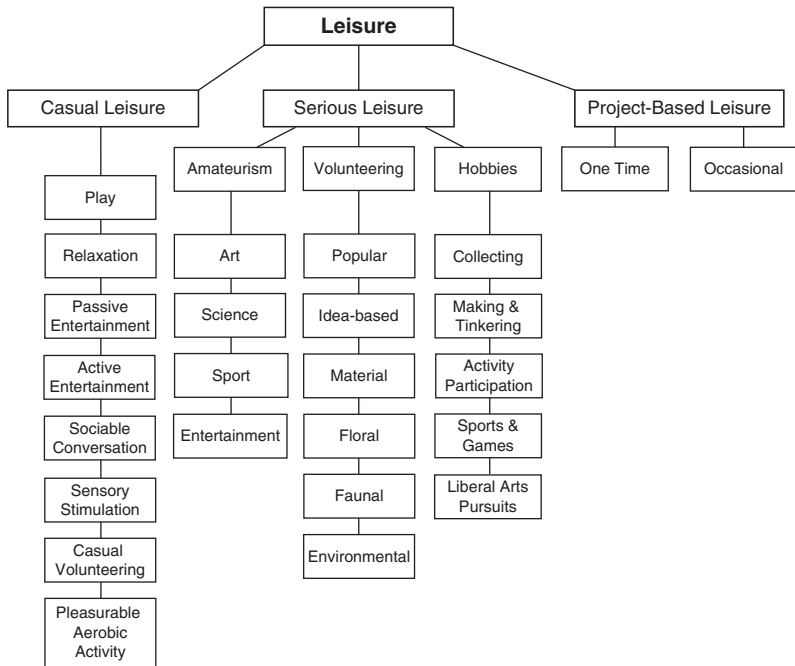 Leisure
Casual Leisure
Serious Leisure
Project-Based Leisure
Amateurism
Volunteering
Hobbies
One Time
Occasional
Play
Relaxation
Passive
Entertainment
Active
Entertainment
Sociable
Conversation
Sensory
Stimulation
Casual
Volunteering
Pleasurable
Aerobic
Activity
Art
Science
Sport
Entertainment
Popular
Idea-based
Material
Floral
Faunal
Environmental
Collecting
Making &
Tinkering
Activity
Participation
Sports &
Games
Liberal Arts
Pursuits